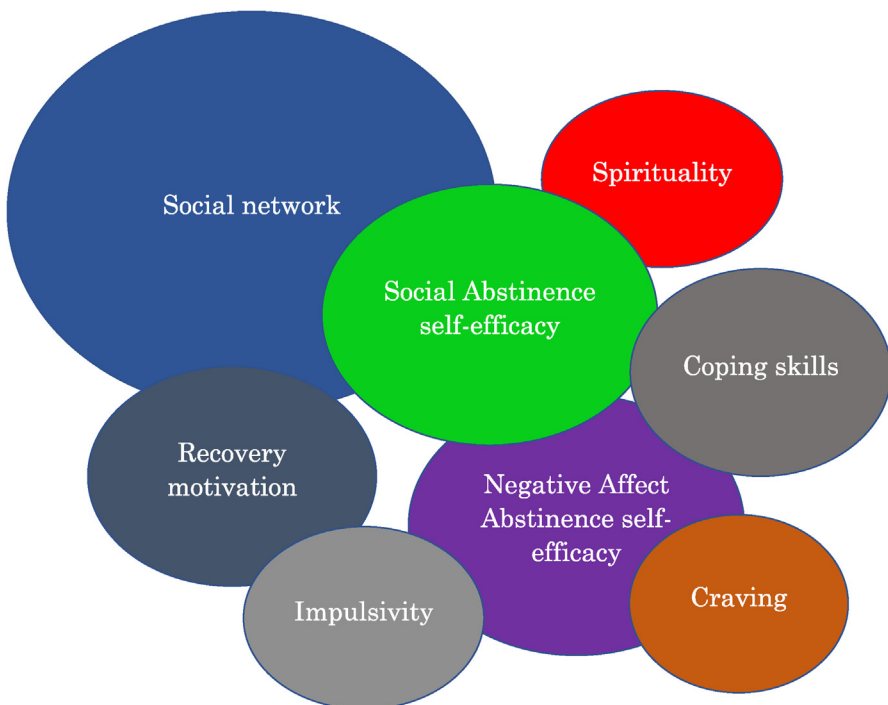 Social network
Spirituality
Social Abstinence
self-efficacy
Coping skills
Recovery
motivation
Negative Affect
Abstinence self-
efficacy
Impulsivity
Craving